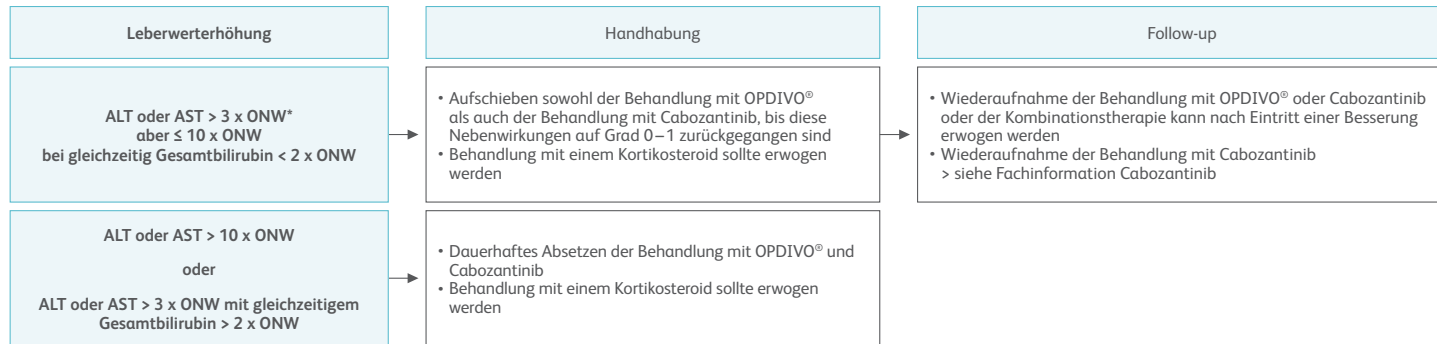 Leberwerterhöhung
Handhabung
Follow-up
ALT oder AST > 3 x ONW*
aber ≤ 10 x ONW
bei gleichzeitig Gesamtbilirubin < 2 x ONW
• Aufschieben sowohl der Behandlung mit OPDIVO®
als auch der Behandlung mit Cabozantinib, bis diese
Nebenwirkungen auf Grad 0–1 zurückgegangen sind
• Behandlung mit einem Kortikosteroid sollte erwogen
werden
• Wiederaufnahme der Behandlung mit OPDIVO® oder Cabozantinib
oder der Kombinationstherapie kann nach Eintritt einer Besserung
erwogen werden
• Wiederaufnahme der Behandlung mit Cabozantinib
> siehe Fachinformation Cabozantinib
ALT oder AST > 10 x ONW
oder
ALT oder AST > 3 x ONW mit gleichzeitigem
Gesamtbilirubin > 2 x ONW
• Dauerhaftes Absetzen der Behandlung mit OPDIVO® und
Cabozantinib
• Behandlung mit einem Kortikosteroid sollte erwogen
werden